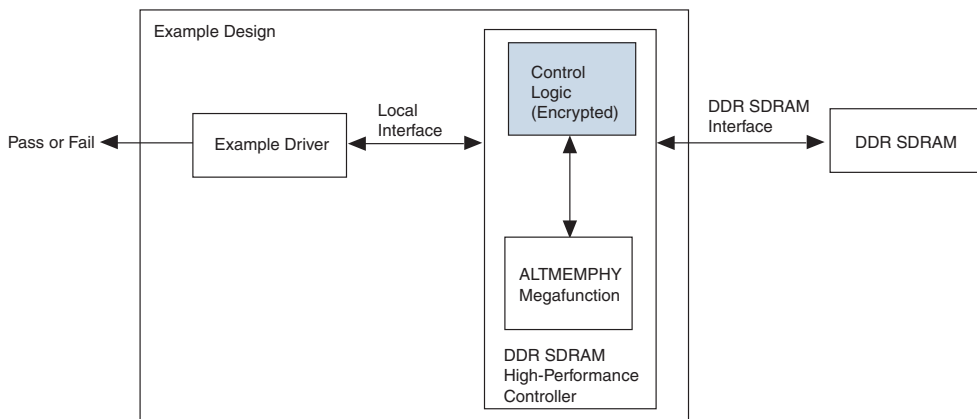 Example Design
Control
Logic
(Encrypted)
Local
Interface
DDR SDRAM
Interface
Pass or Fail
Example Driver
DDR SDRAM
ALTMEMPHY
Megafunction
DDR SDRAM
High-Performance
Controller